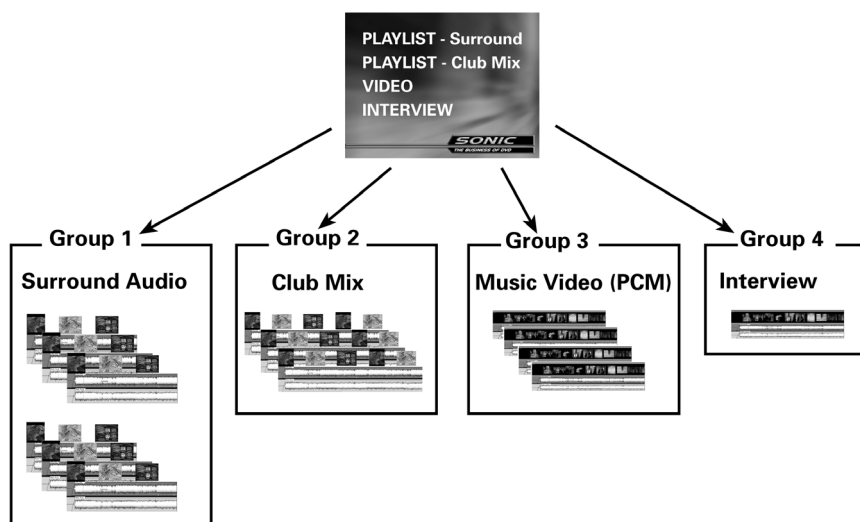 PLAYLIST - Surround
PLAYLIST - Club Mix
VIDEO
INTERVIEW
SONIC
THE BUSINESS OF DVD
Group 1
Surround Audio
Group 2
Club Mix
Group 3
Music Video (PCM)
Group 4
Interview